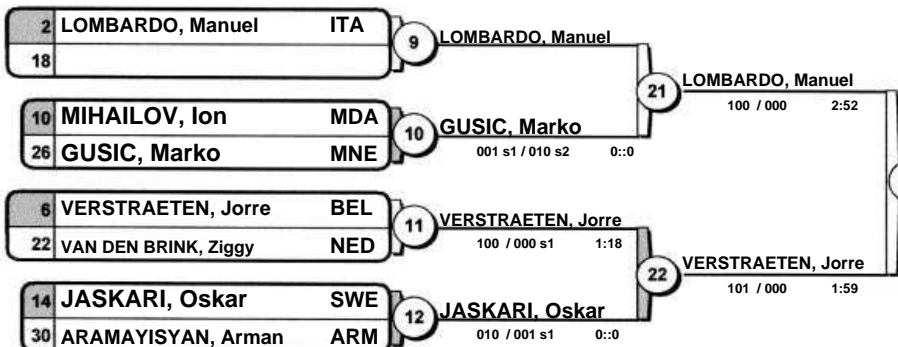 2 LOMBARDO, Manuel ITA
18
9 LOMBARDO, Manuel
10 MIHAILOV, Ion MDA
26 GUSIC, Marko MNE
10 GUSIC, Marko
001 s1 / 010 s2 0::0
21 LOMBARDO, Manuel
100 / 000 2:52
6 VERSTRAETEN, Jorre BEL
22 VAN DEN BRINK, Ziggy NED
11 VERSTRAETEN, Jorre
100 / 000 s1 1:18
14 JASKARI, Oskar SWE
30 ARAMAYISYAN, Arman ARM
12 JASKARI, Oskar
010 / 001 s1 0::0
22 VERSTRAETEN, Jorre
101 / 000 1:59